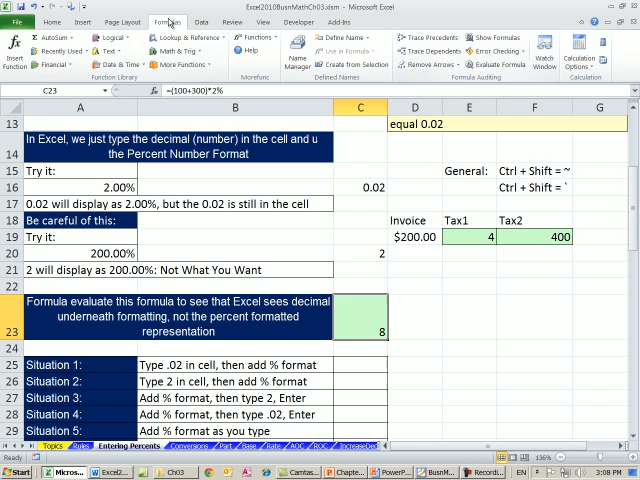 Excel2010BusnMathCh03.xlsm - Microsoft Excel
File Home Insert Page Layout Formulas Data Review View Developer Add-Ins
AutoSum Logical Lookup & Reference Functions Define Name Trace Precedents Show Formulas
Recently Used Text Math & Trig Help Use in Formula Trace Dependents Error Checking
Financial Date & Time More Functions Create from Selection Remove Arrows Evaluate Formula
Insert Function Name Manager Watch Window Calculation Options
Function Library Morefunc Defined Names Formula Auditing Calculation
C23 fx =(100+300)*2%
A B C D E F G
13 equal 0.02
14 In Excel, we just type the decimal (number) in the cell and u
the Percent Number Format
15 Try it: General: Ctrl + Shift = ~
16 2.00% 0.02 Ctrl + Shift = `
17 0.02 will display as 2.00%, but the 0.02 is still in the cell
18 Be careful of this: Invoice Tax1 Tax2
19 Try it: $200.00 4 400
20 200.00% 2
21 2 will display as 200.00%: Not What You Want
22
Formula evaluate this formula to see that Excel sees decimal
underneath formatting, not the percent formatted
23 representation 8
24
25 Situation 1: Type .02 in cell, then add % format
26 Situation 2: Type 2 in cell, then add % format
27 Situation 3: Add % format, then type 2, Enter
28 Situation 4: Add % format, then type .02, Enter
29 Situation 5: Add % format as you type
Topics Rules Entering Percents Conversions Part Base Rate AOC ROC IncreaseDec
Ready 136%
Start Micros... Excel2... Ch03 Camtas... Chapte... PowerP... BusnM... Recordi... EN 3:08 PM